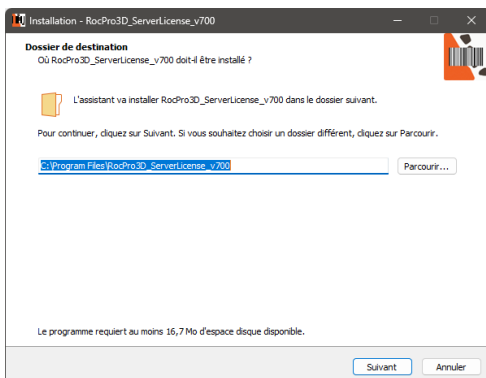 Installation - RocPro3D_ServerLicense_v700
Dossier de destination
Où RocPro3D_ServerLicense_v700 doit-il être installé ?
L'assistant va installer RocPro3D_ServerLicense_v700 dans le dossier suivant.
Pour continuer, cliquez sur Suivant. Si vous souhaitez choisir un dossier différent, cliquez sur Parcourir.
C:\Program Files\RocPro3D_ServerLicense_v700
Parcourir...
Le programme requiert au moins 16,7 Mo d'espace disque disponible.
Suivant
Annuler